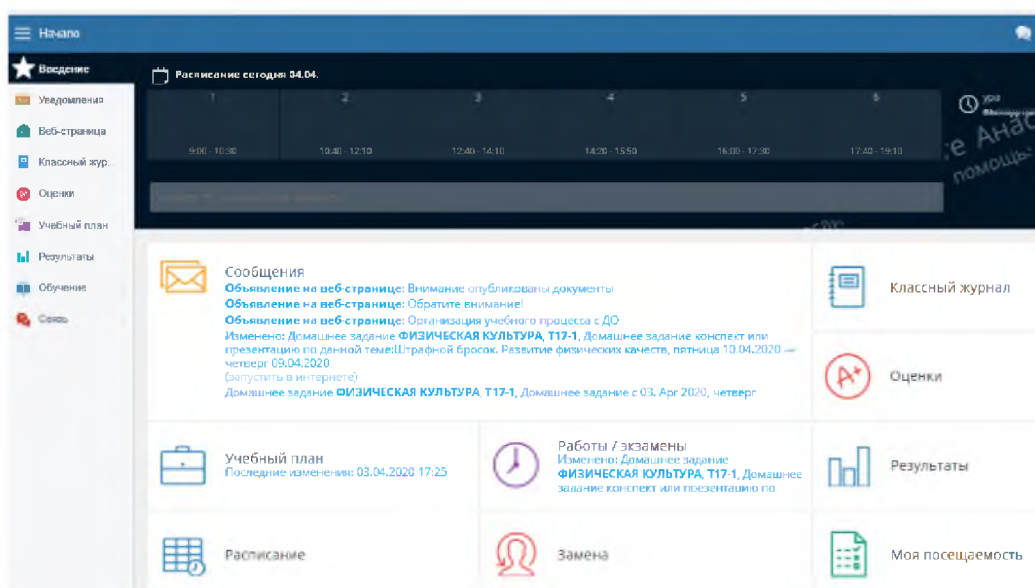 Начало
Введение
Уведомления
Веб-страница
Классный жур...
Оценки
Учебный план
Результаты
Обучение
Связь
Расписание сегодня 04.04.
1 2 3 4 5 6
9:00 - 10:30 10:40 - 12:10 12:40 - 14:10 14:20 - 15:50 16:00 - 17:30 17:40 - 19:10
помощь:
Сообщения
Объявление на веб-странице: Внимание опубликованы документы
Объявление на веб-странице: Обратите внимание!
Объявление на веб-странице: Организация учебного процесса с ДО
Изменено: Домашнее задание ФИЗИЧЕСКАЯ КУЛЬТУРА, Т17-1, Домашнее задание конспект или
презентацию по данной теме:Штрафной бросок. Развитие физических качеств, пятница 10.04.2020 —
четверг 09.04.2020
(запустить в интернете)
Домашнее задание ФИЗИЧЕСКАЯ КУЛЬТУРА, Т17-1, Домашнее задание с 03. Apr 2020, четверг
Классный журнал
A+
Оценки
Учебный план
Последние изменения: 03.04.2020 17:25
Работы / экзамены
Изменено: Домашнее задание
ФИЗИЧЕСКАЯ КУЛЬТУРА, Т17-1, Домашнее
задание конспект или презентацию по
Результаты
Расписание
Замена
Моя посещаемость